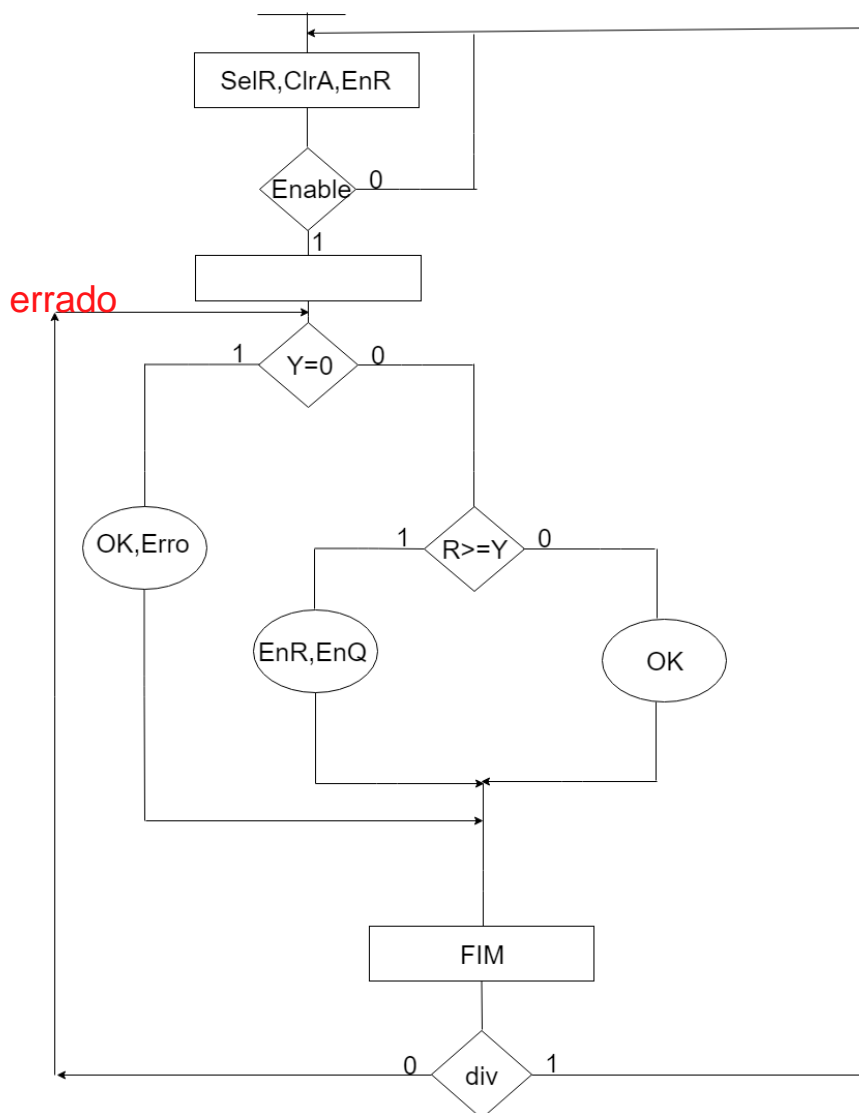 SelR,ClrA,EnR
Enable
0
1
errado
1
Y=0
0
OK,Erro
1
R>=Y
0
EnR,EnQ
OK
FIM
0
div
1